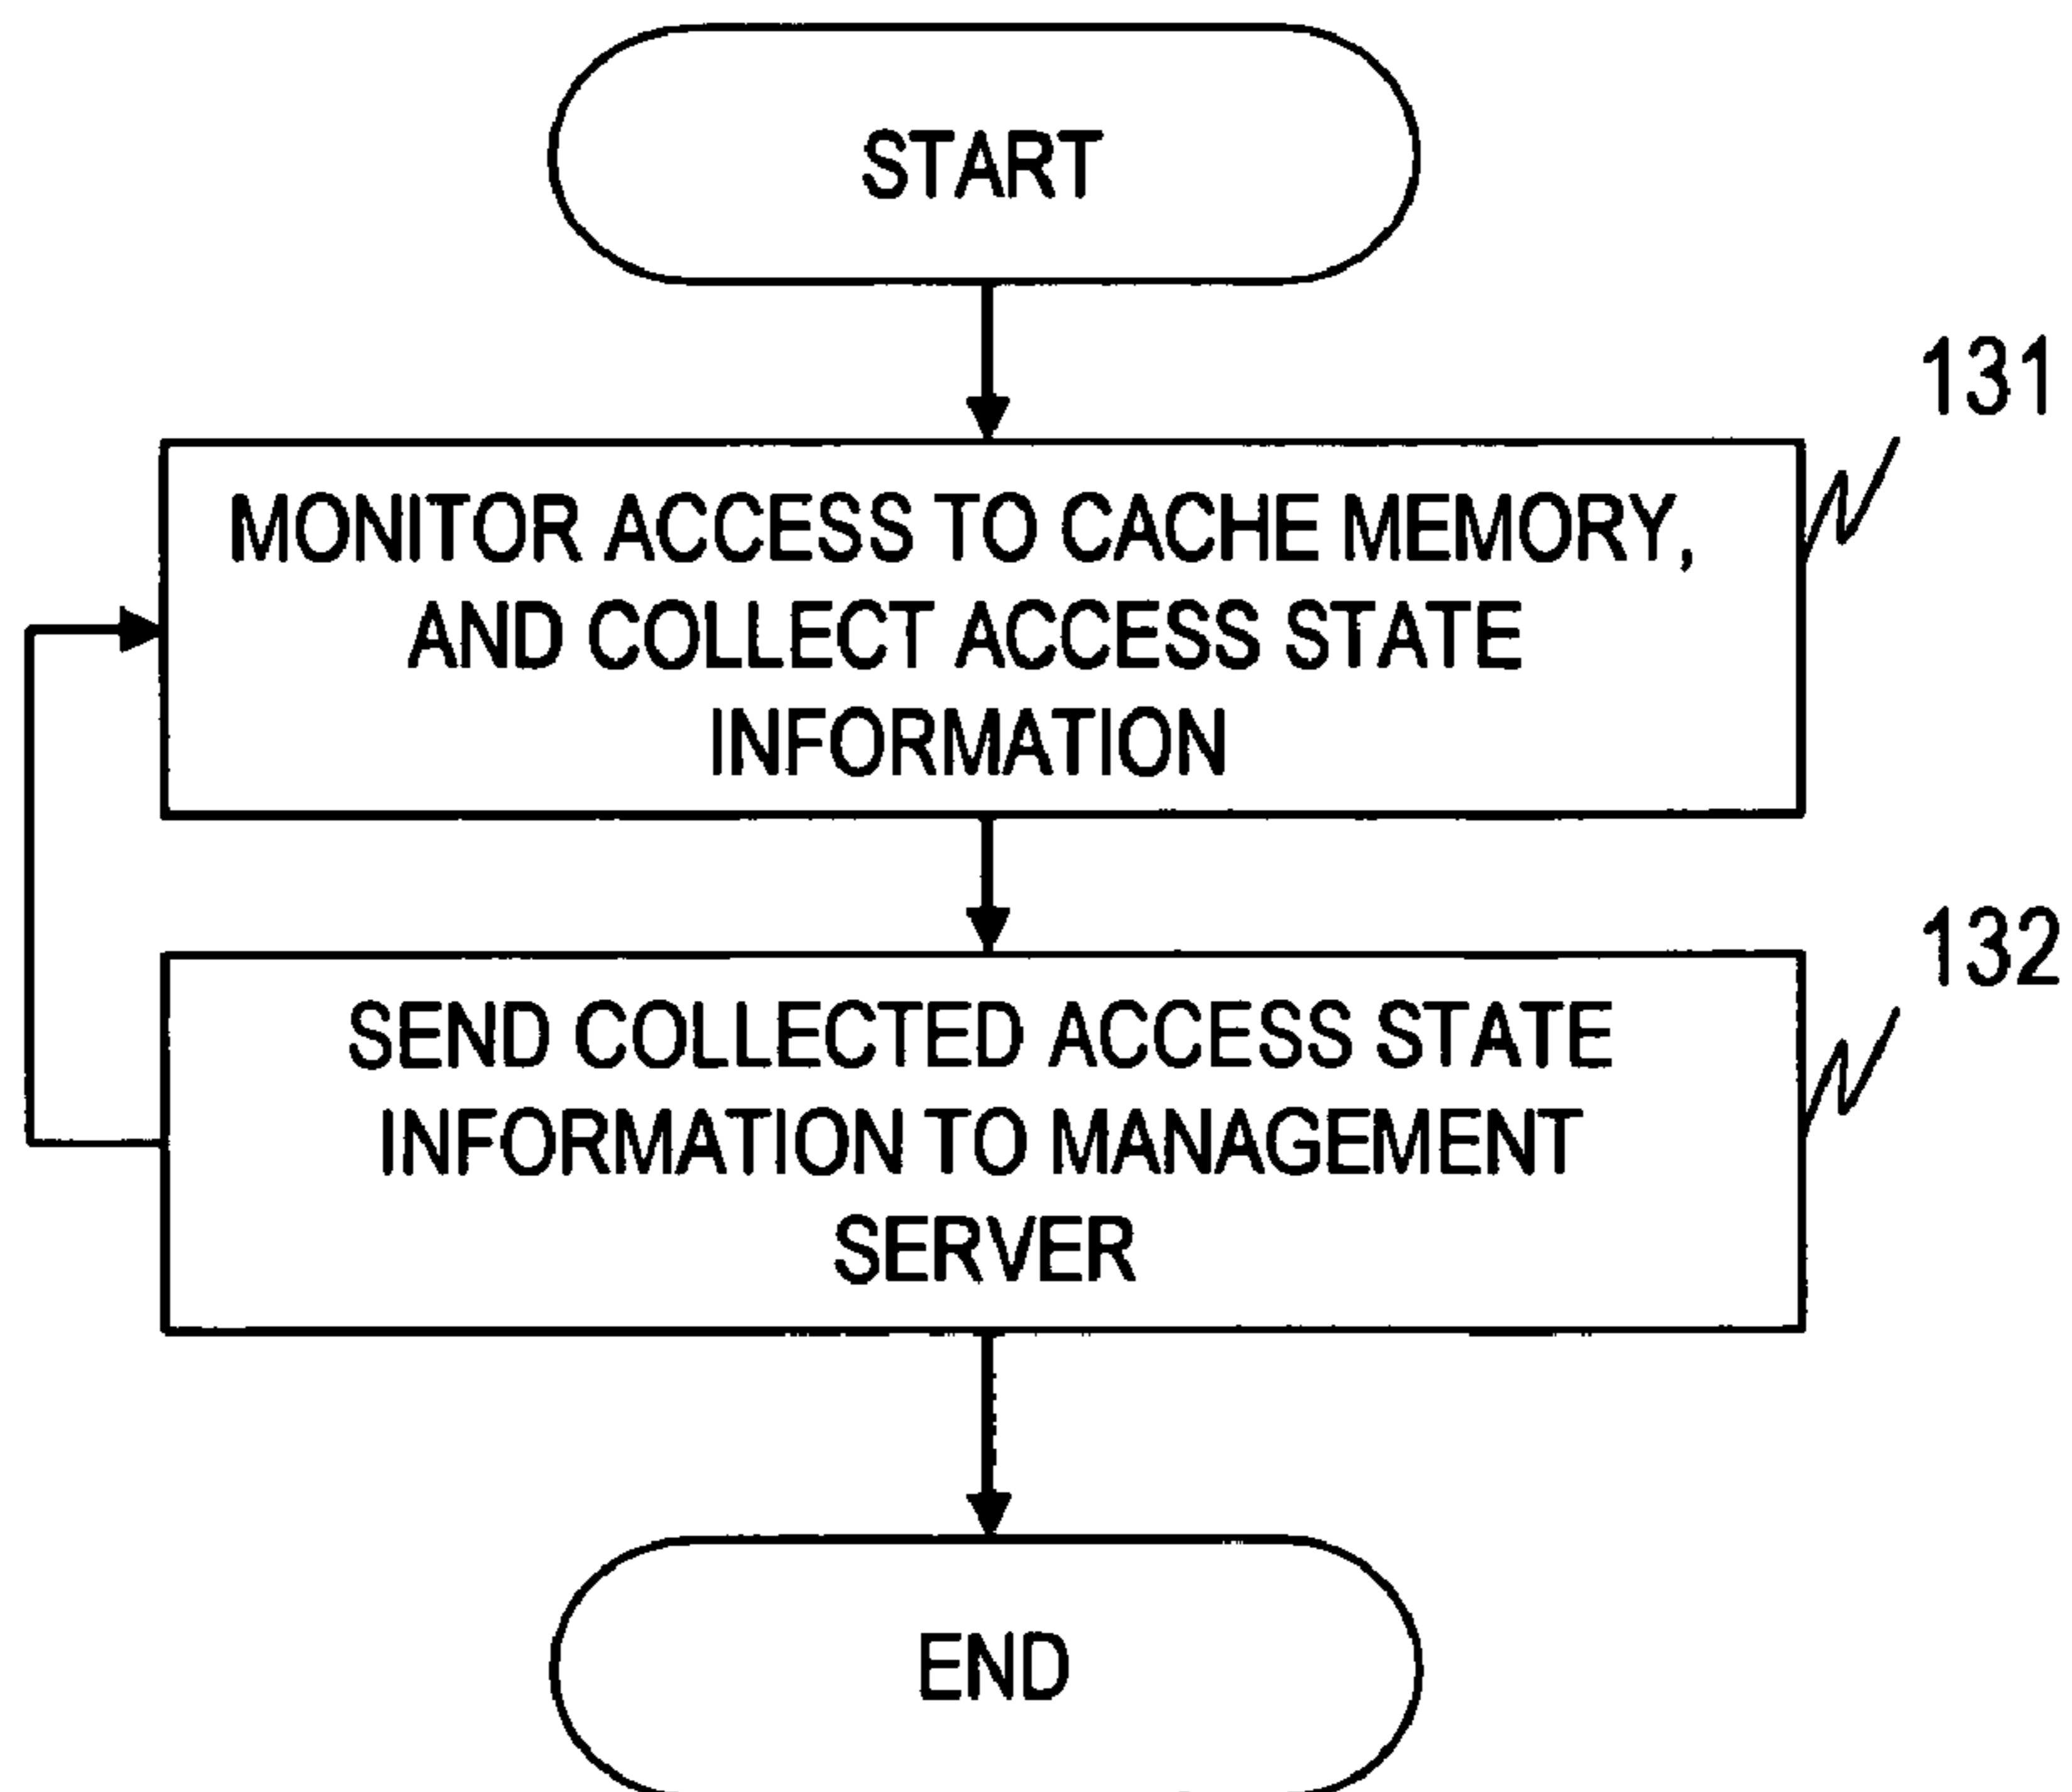 START
131
MONITOR ACCESS TO CACHE MEMORY,
AND COLLECT ACCESS STATE
INFORMATION
132
SEND COLLECTED ACCESS STATE
INFORMATION TO MANAGEMENT
SERVER
END